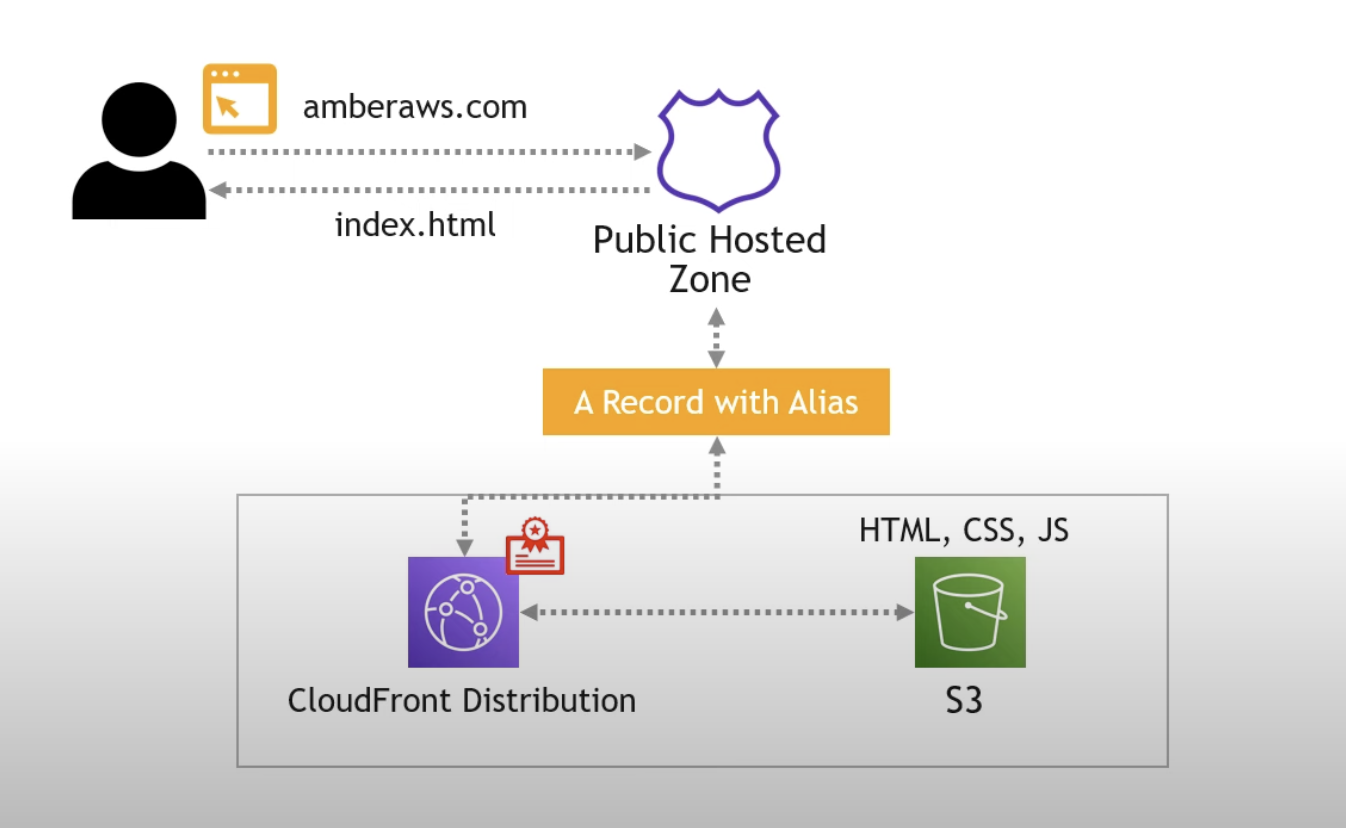 amberaws.com
index.html
Public Hosted
Zone
A Record with Alias
HTML, CSS, JS
CloudFront Distribution
S3